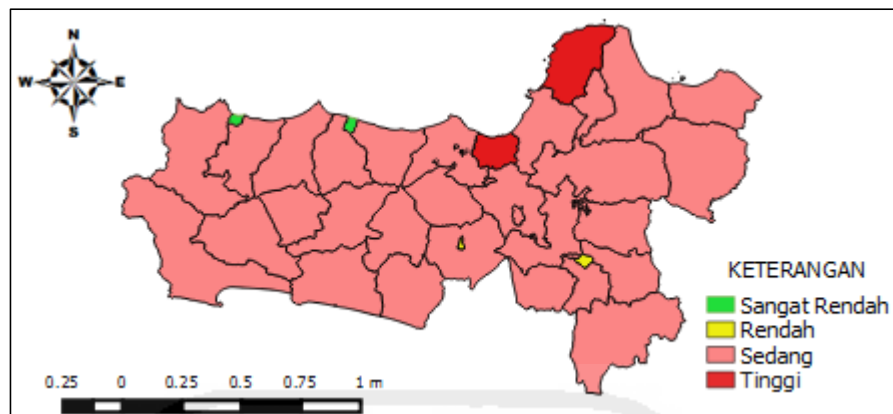 N
W E
S
KETERANGAN
Sangat Rendah
Rendah
Sedang
Tinggi
0.25 0 0.25 0.5 0.75 1 m